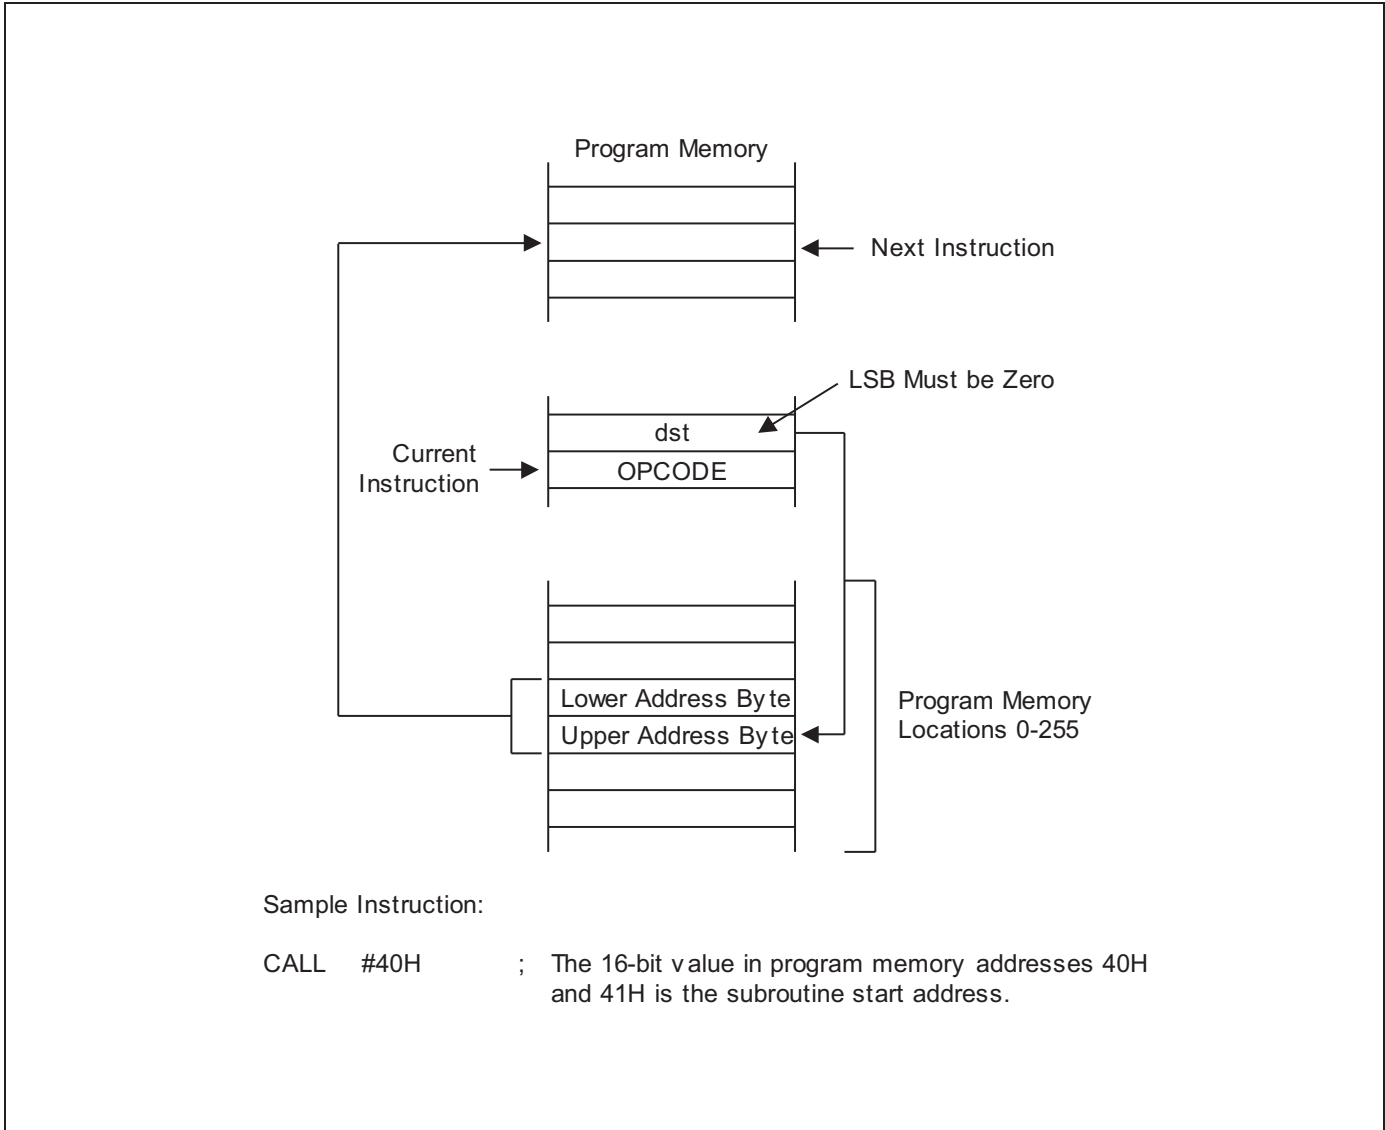 Program Memory
Next Instruction
LSB Must be Zero
dst
Current
Instruction
OPCODE
Lower Address Byte
Upper Address Byte
Program Memory
Locations 0-255
Sample Instruction:
CALL #40H ; The 16-bit value in program memory addresses 40H
and 41H is the subroutine start address.